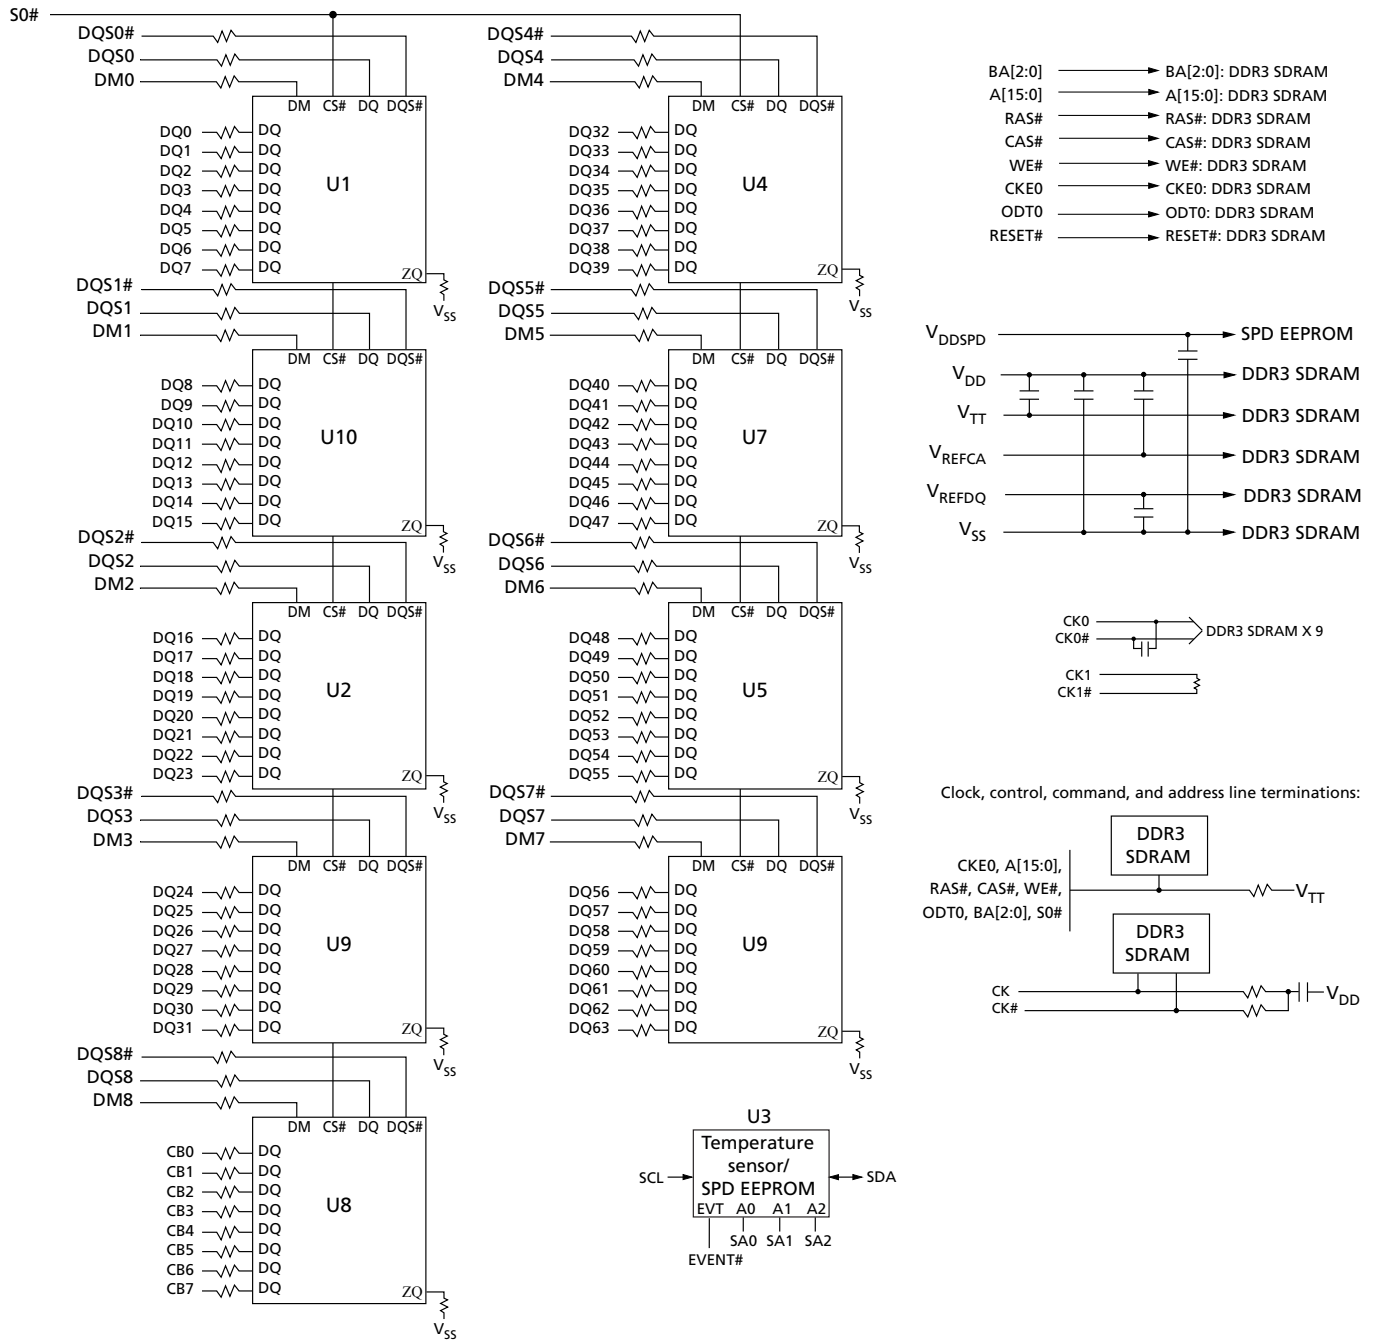 S0#
DQS0#
DQS0
DM0
DM CS# DQ DQS#
DQ0 DQ
DQ1 DQ
DQ2 DQ
DQ3 DQ
DQ4 DQ
DQ5 DQ
DQ6 DQ
DQ7 DQ
U1
ZQ
VSS
DQS1#
DQS1
DM1
DM CS# DQ DQS#
DQ8 DQ
DQ9 DQ
DQ10 DQ
DQ11 DQ
DQ12 DQ
DQ13 DQ
DQ14 DQ
DQ15 DQ
U10
ZQ
VSS
DQS2#
DQS2
DM2
DM CS# DQ DQS#
DQ16 DQ
DQ17 DQ
DQ18 DQ
DQ19 DQ
DQ20 DQ
DQ21 DQ
DQ22 DQ
DQ23 DQ
U2
ZQ
VSS
DQS3#
DQS3
DM3
DM CS# DQ DQS#
DQ24 DQ
DQ25 DQ
DQ26 DQ
DQ27 DQ
DQ28 DQ
DQ29 DQ
DQ30 DQ
DQ31 DQ
U9
ZQ
VSS
DQS8#
DQS8
DM8
DM CS# DQ DQS#
CB0 DQ
CB1 DQ
CB2 DQ
CB3 DQ
CB4 DQ
CB5 DQ
CB6 DQ
CB7 DQ
U8
ZQ
VSS
DQS4#
DQS4
DM4
DM CS# DQ DQS#
DQ32 DQ
DQ33 DQ
DQ34 DQ
DQ35 DQ
DQ36 DQ
DQ37 DQ
DQ38 DQ
DQ39 DQ
U4
ZQ
VSS
DQS5#
DQS5
DM5
DM CS# DQ DQS#
DQ40 DQ
DQ41 DQ
DQ42 DQ
DQ43 DQ
DQ44 DQ
DQ45 DQ
DQ46 DQ
DQ47 DQ
U7
ZQ
VSS
DQS6#
DQS6
DM6
DM CS# DQ DQS#
DQ48 DQ
DQ49 DQ
DQ50 DQ
DQ51 DQ
DQ52 DQ
DQ53 DQ
DQ54 DQ
DQ55 DQ
U5
ZQ
VSS
DQS7#
DQS7
DM7
DM CS# DQ DQS#
DQ56 DQ
DQ57 DQ
DQ58 DQ
DQ59 DQ
DQ60 DQ
DQ61 DQ
DQ62 DQ
DQ63 DQ
U9
ZQ
VSS
U3
Temperature
sensor/
SPD EEPROM
SCL
SDA
EVT A0 A1 A2
SA0 SA1 SA2
EVENT#
BA[2:0] BA[2:0]: DDR3 SDRAM
A[15:0] A[15:0]: DDR3 SDRAM
RAS# RAS#: DDR3 SDRAM
CAS# CAS#: DDR3 SDRAM
WE# WE#: DDR3 SDRAM
CKE0 CKE0: DDR3 SDRAM
ODT0 ODT0: DDR3 SDRAM
RESET# RESET#: DDR3 SDRAM
VDDSPD SPD EEPROM
VDD DDR3 SDRAM
VTT DDR3 SDRAM
VREFCA DDR3 SDRAM
VREFDQ DDR3 SDRAM
VSS DDR3 SDRAM
CK0
CK0#
DDR3 SDRAM X 9
CK1
CK1#
Clock, control, command, and address line terminations:
DDR3
SDRAM
CKE0, A[15:0],
RAS#, CAS#, WE#,
ODT0, BA[2:0], S0#
VTT
DDR3
SDRAM
CK
CK#
VDD